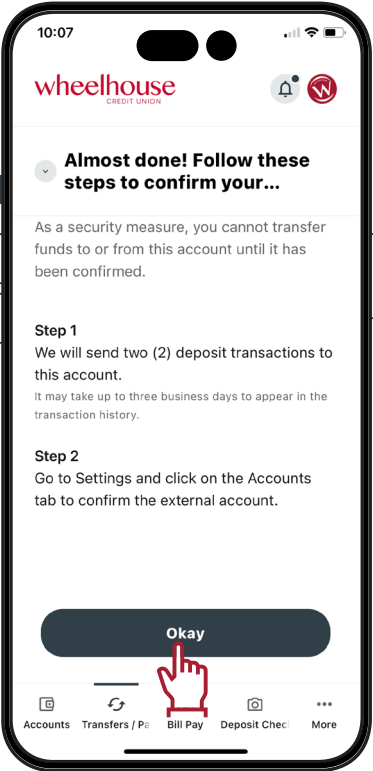 10:07
wheelhouse
CREDIT UNION
W
Almost done! Follow these
steps to confirm your...
As a security measure, you cannot transfer
funds to or from this account until it has
been confirmed.
Step 1
We will send two (2) deposit transactions to
this account.
It may take up to three business days to appear in the
transaction history.
Step 2
Go to Settings and click on the Accounts
tab to confirm the external account.
Okay
Accounts Transfers / Pa Bill Pay Deposit Chec More